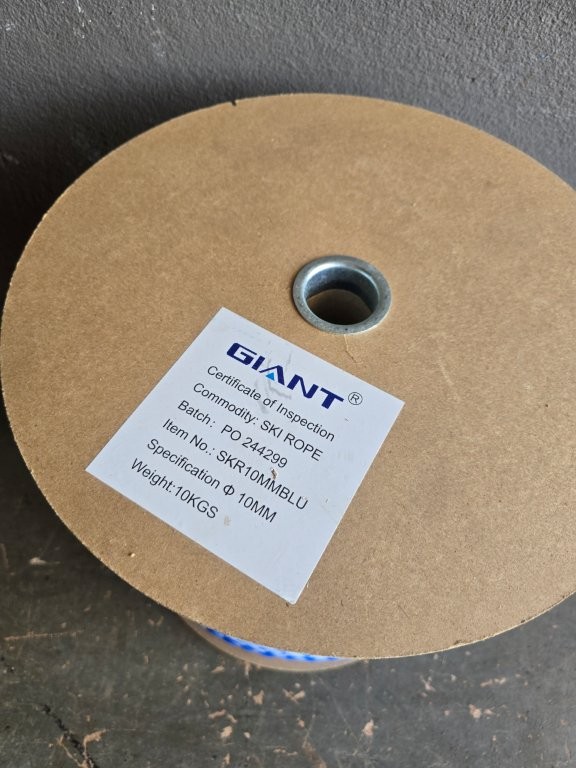 GIANT®
Certificate of Inspection
Commodity: SKI ROPE
Batch: PO 244299
Item No.: SKR10MMBLU
Specification Φ 10MM
Weight:10KGS